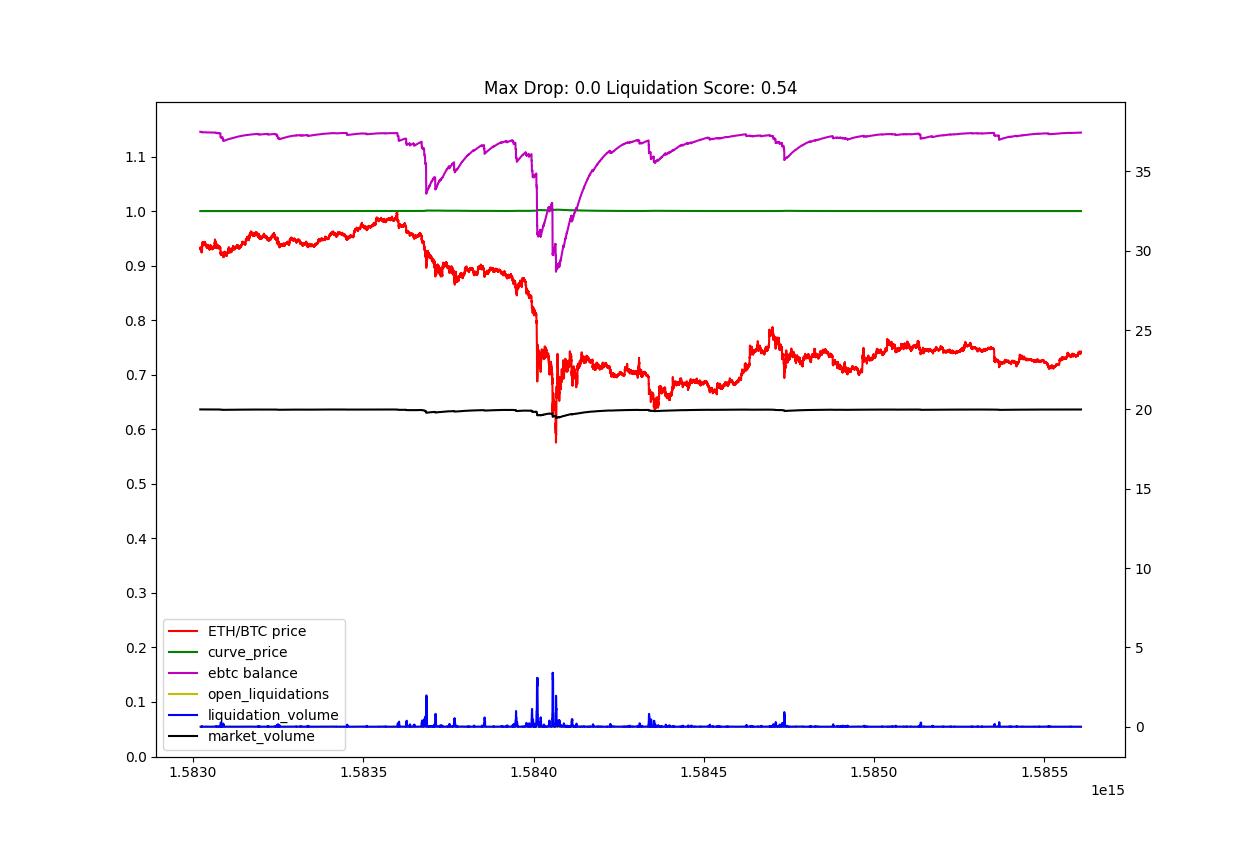 Max Drop: 0.0 Liquidation Score: 0.54
1.1
1.0
0.9
0.8
0.7
0.6
0.5
0.4
0.3
0.2
0.1
0.0
35
30
25
20
15
10
5
0
ETH/BTC price
curve_price
ebtc balance
open_liquidations
liquidation_volume
market_volume
1.5830 1.5835 1.5840 1.5845 1.5850 1.5855
1e15